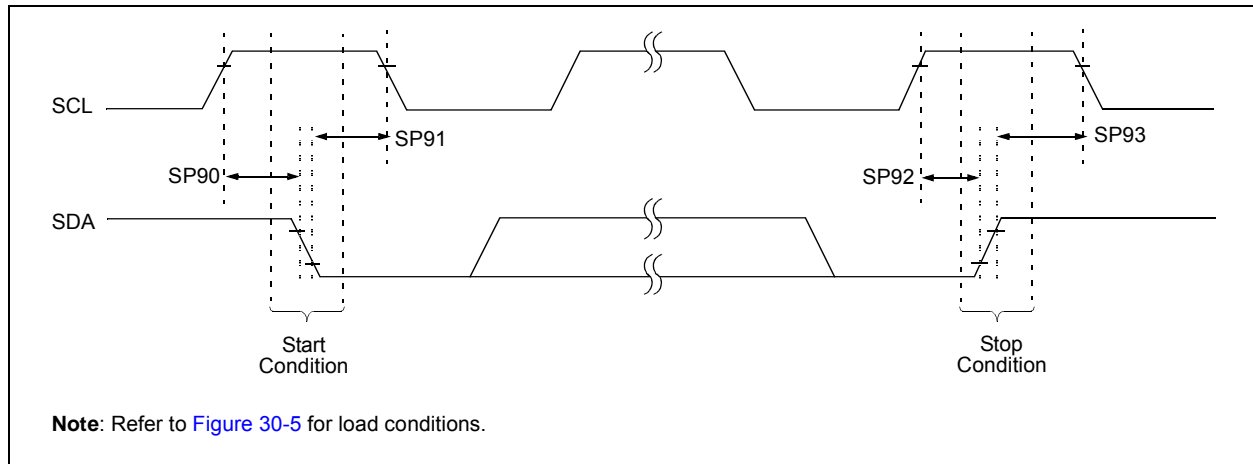 SCL
SP91
SP93
SP90
SP92
SDA
Start
Condition
Stop
Condition
Note: Refer to Figure 30-5 for load conditions.